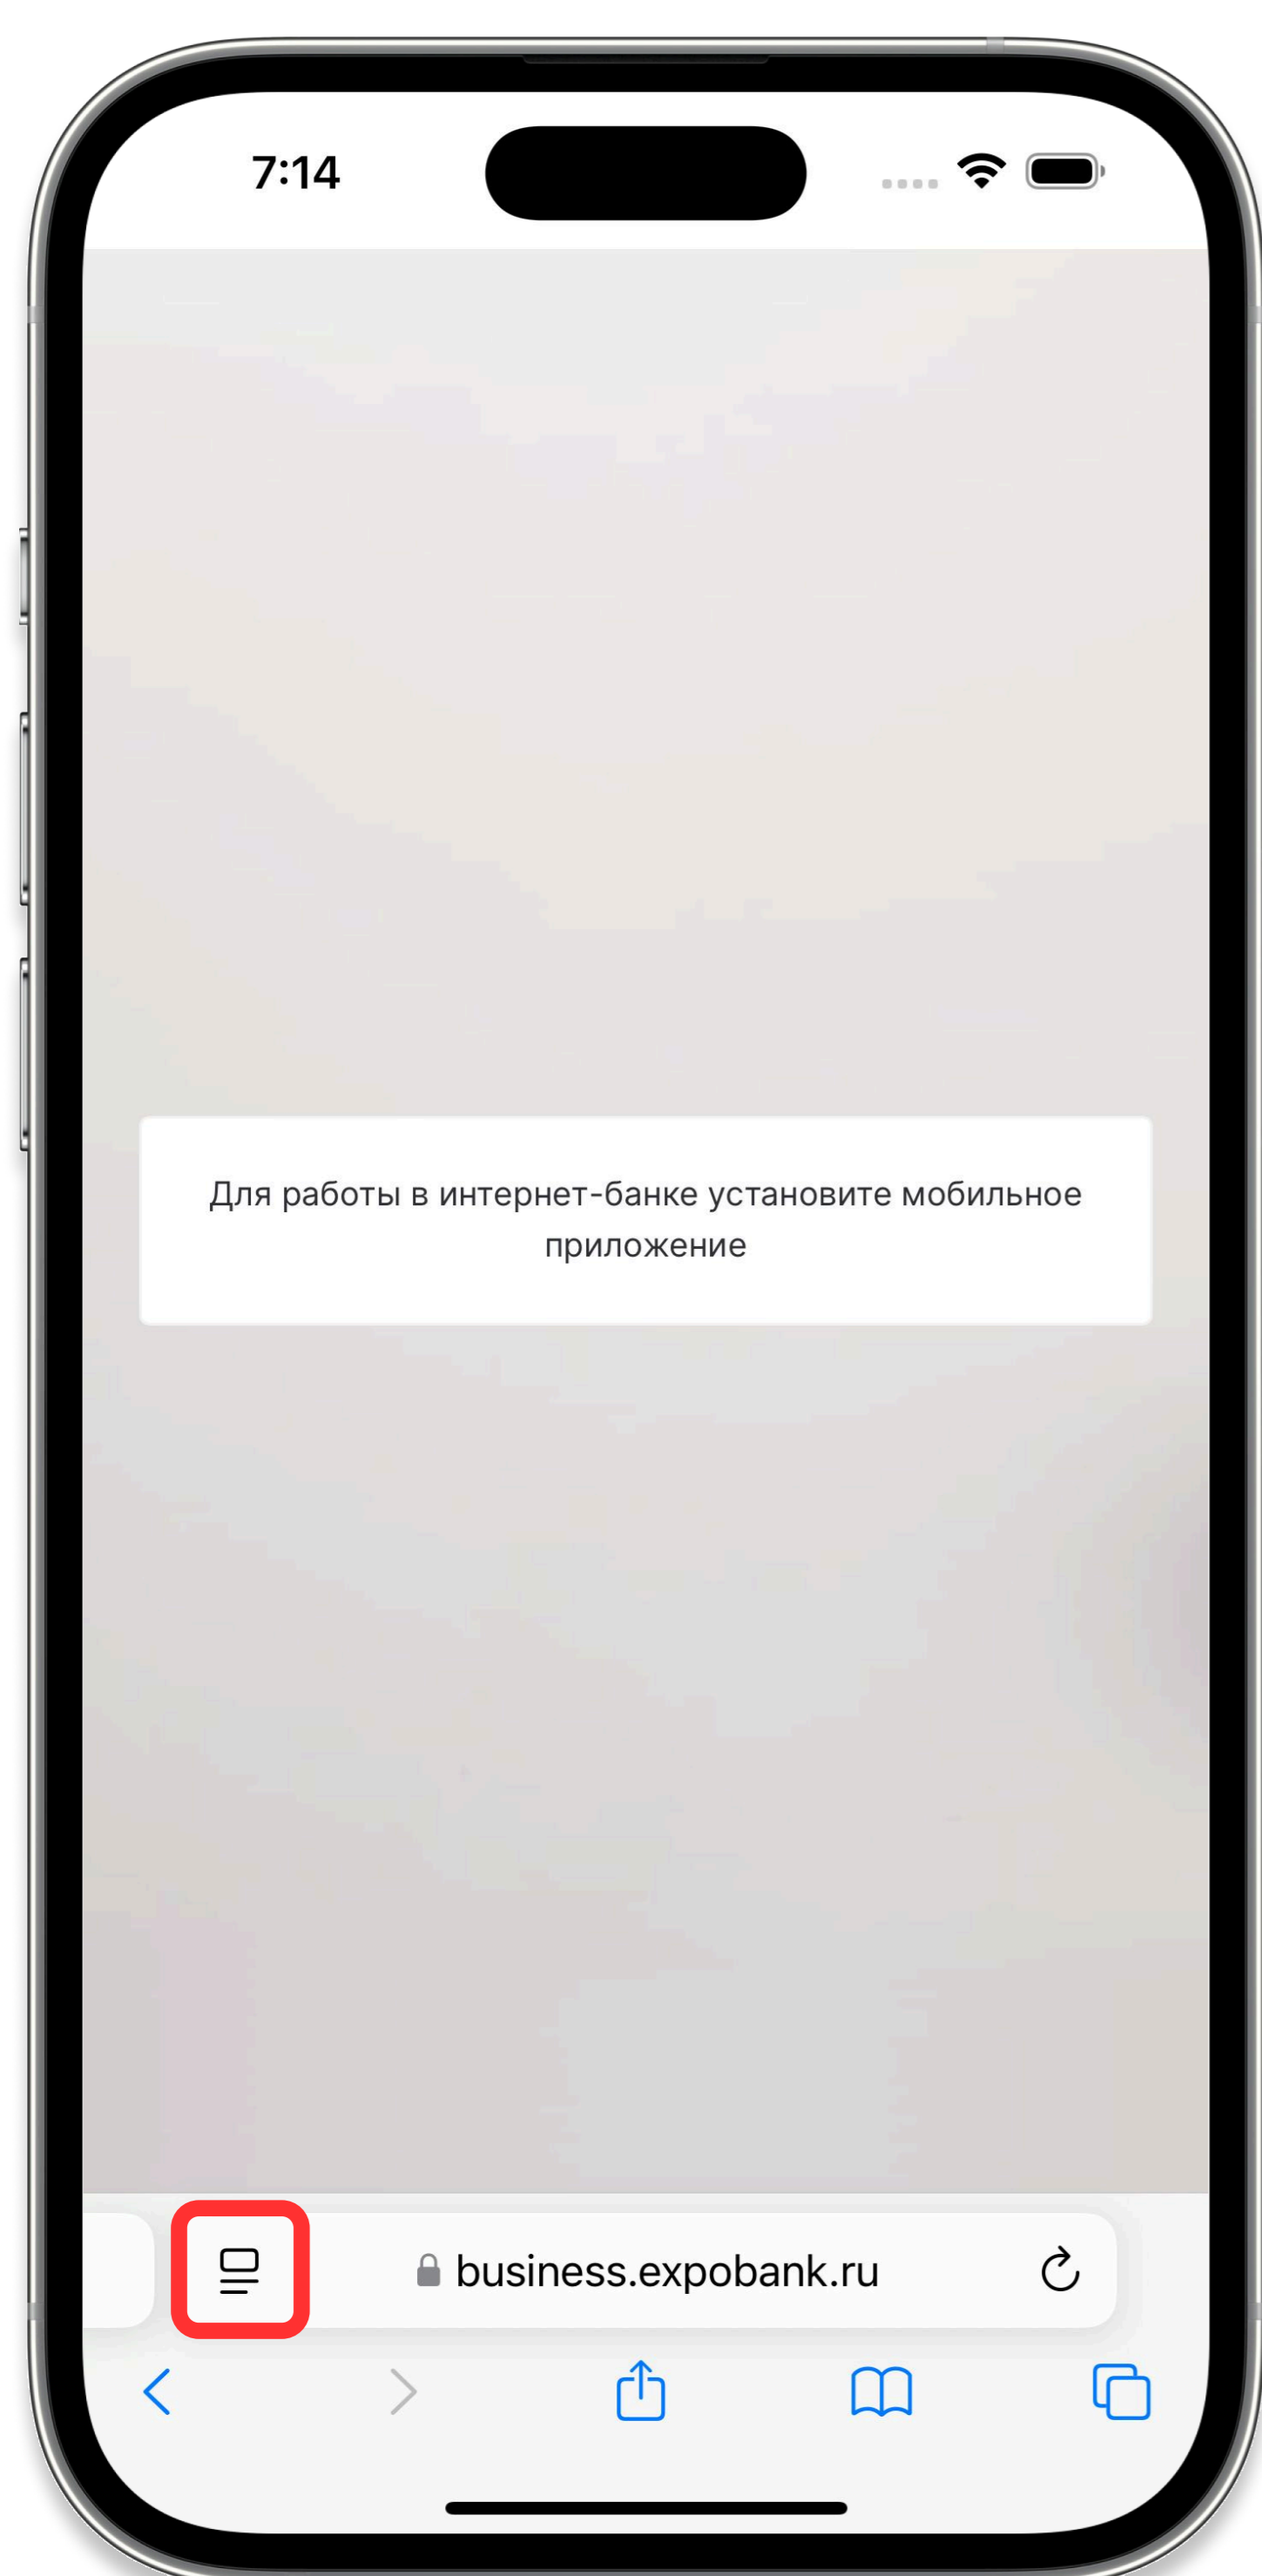 7:14
Для работы в интернет-банке установите мобильное
приложение
business.expobank.ru